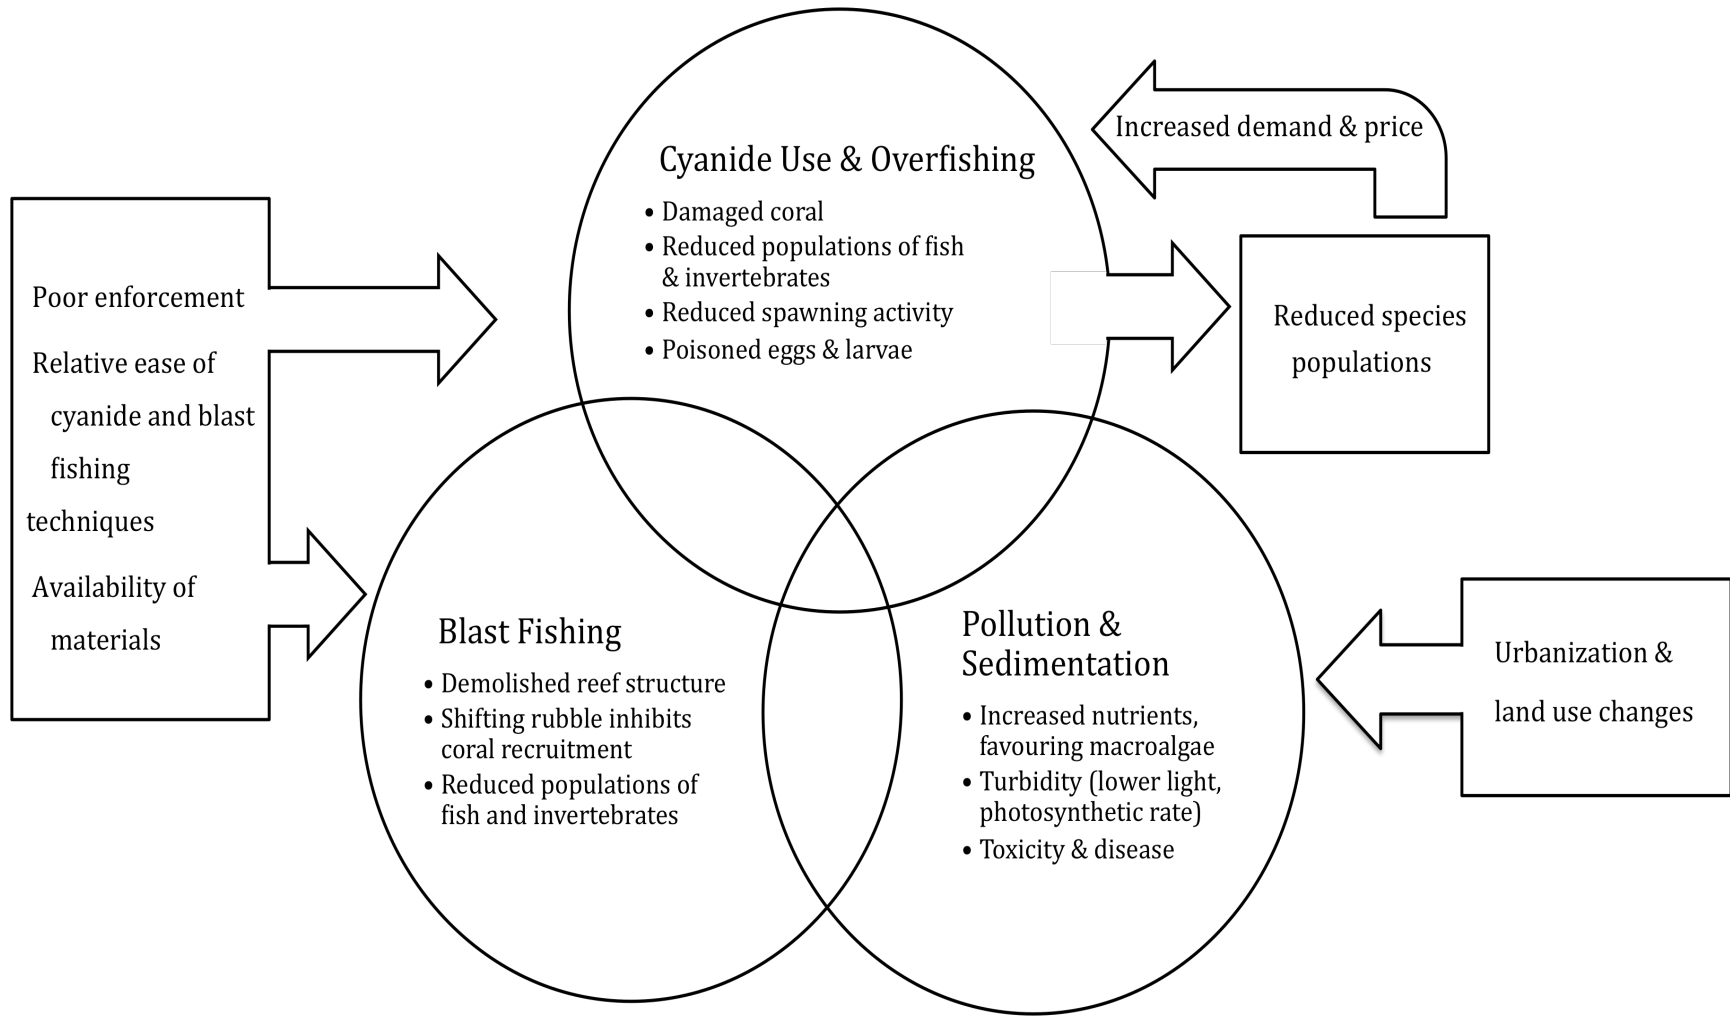 Increased demand & price
Cyanide Use & Overfishing
• Damaged coral
• Reduced populations of fish
& invertebrates
• Reduced spawning activity
• Poisoned eggs & larvae
Poor enforcement
Relative ease of
cyanide and blast
fishing
techniques
Availability of
materials
Reduced species
populations
Blast Fishing
• Demolished reef structure
• Shifting rubble inhibits
coral recruitment
• Reduced populations of
fish and invertebrates
Pollution &
Sedimentation
• Increased nutrients,
favouring macroalgae
• Turbidity (lower light,
photosynthetic rate)
• Toxicity & disease
Urbanization &
land use changes